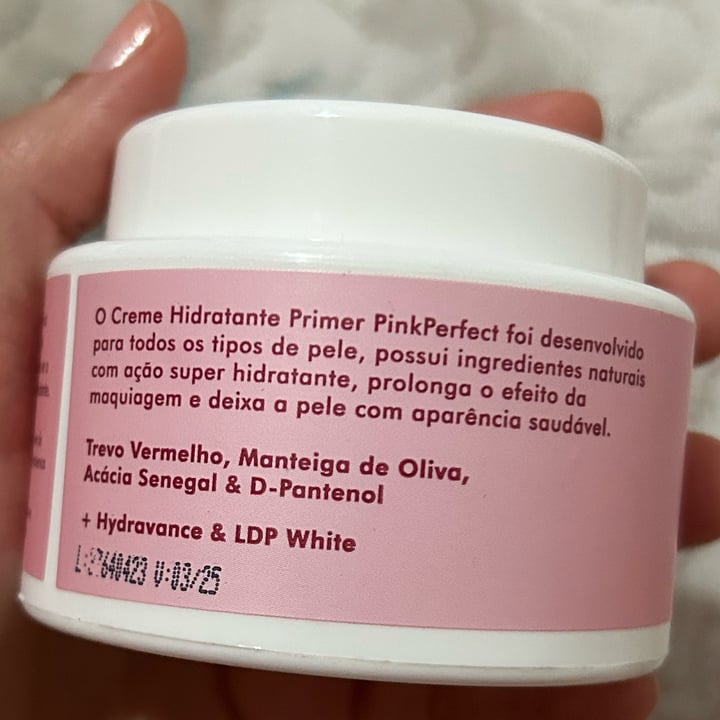 O Creme Hidratante Primer PinkPerfect foi desenvolvido
para todos os tipos de pele, possui ingredientes naturais
com ação super hidratante, prolonga o efeito da
maquiagem e deixa a pele com aparência saudável.
Trevo Vermelho, Manteiga de Oliva,
Acácia Senegal & D-Pantenol
+ Hydravance & LDP White
V:03/25